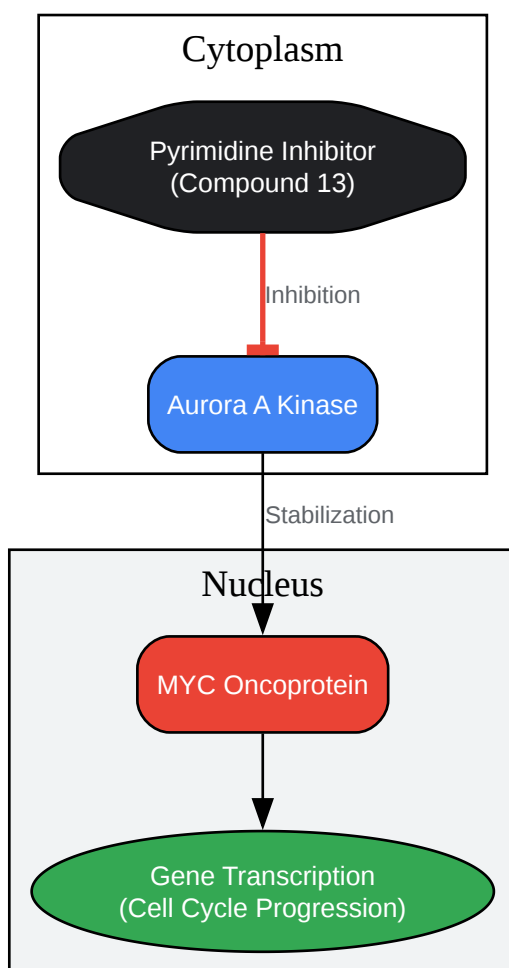 Cytoplasm
Pyrimidine Inhibitor
(Compound 13)
Inhibition
Aurora A Kinase
Stabilization
Nucleus
MYC Oncoprotein
Gene Transcription
(Cell Cycle Progression)